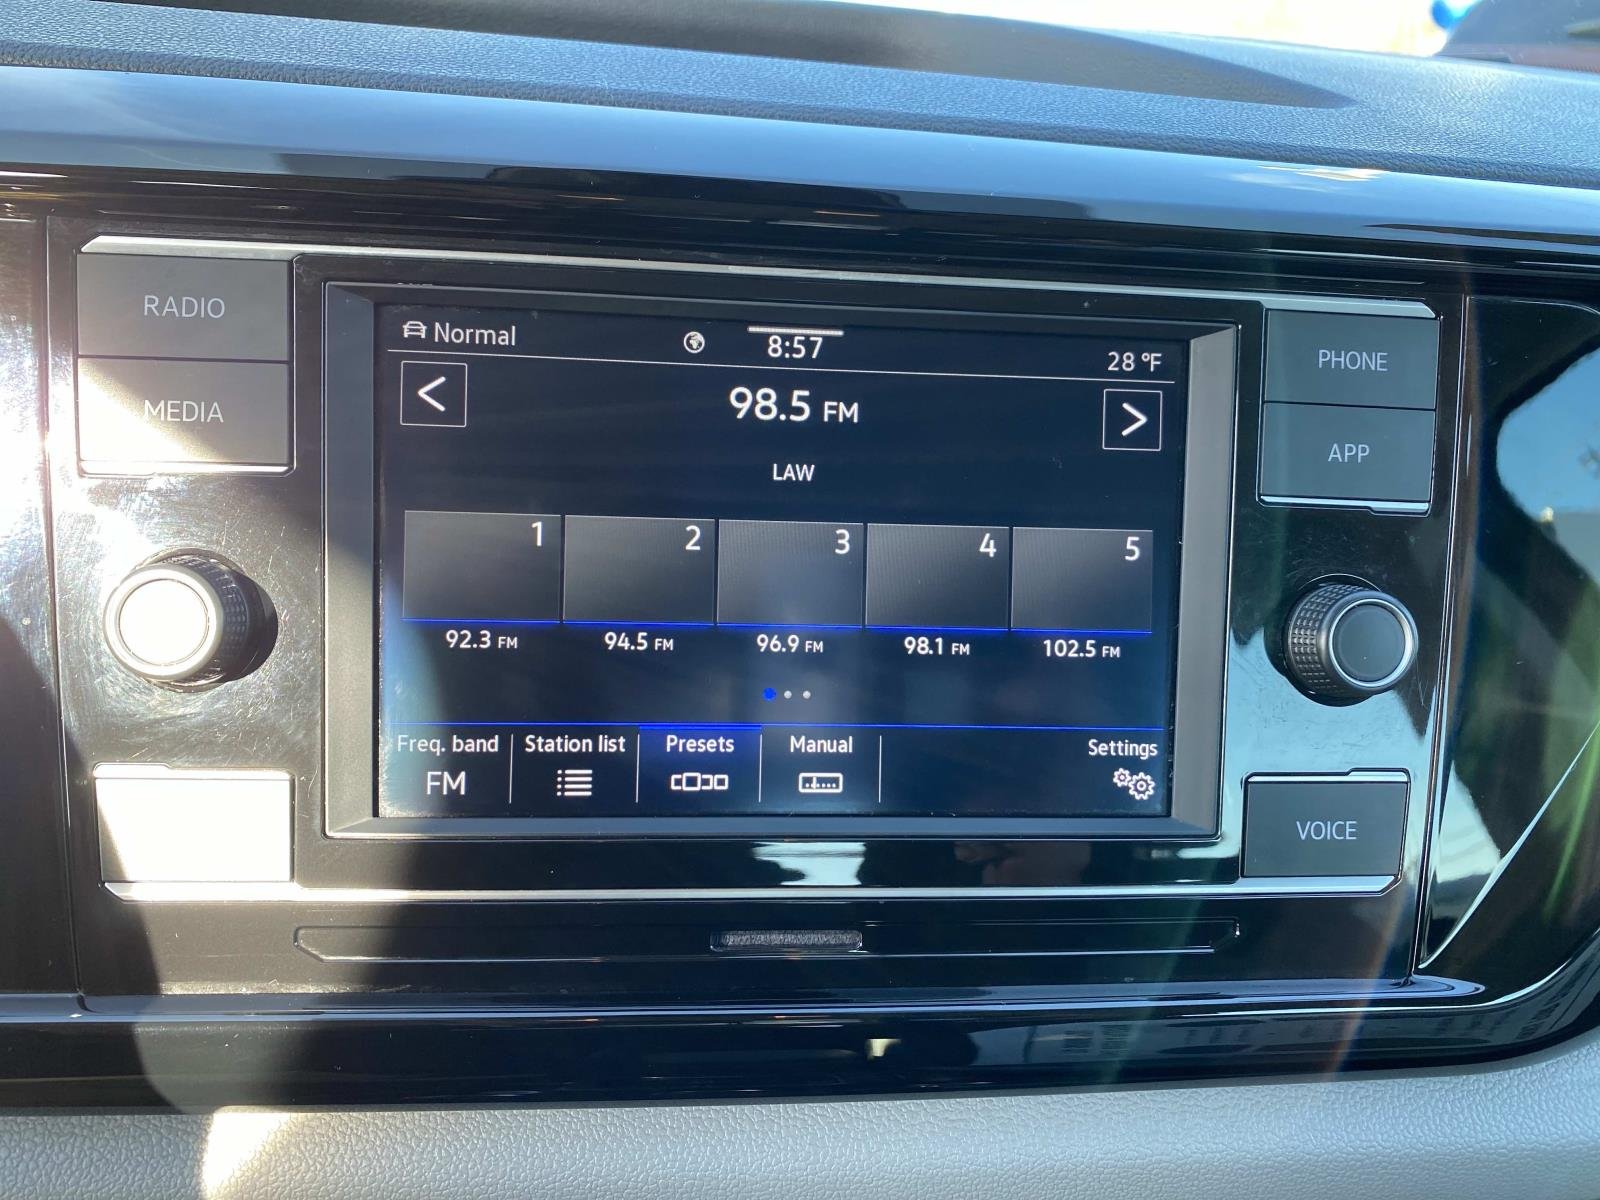 RADIO
MEDIA
Normal
8:57
28 °F
98.5 FM
LAW
1 2 3 4 5
92.3 FM 94.5 FM 96.9 FM 98.1 FM 102.5 FM
Freq. band Station list Presets Manual Settings
FM
PHONE
APP
VOICE